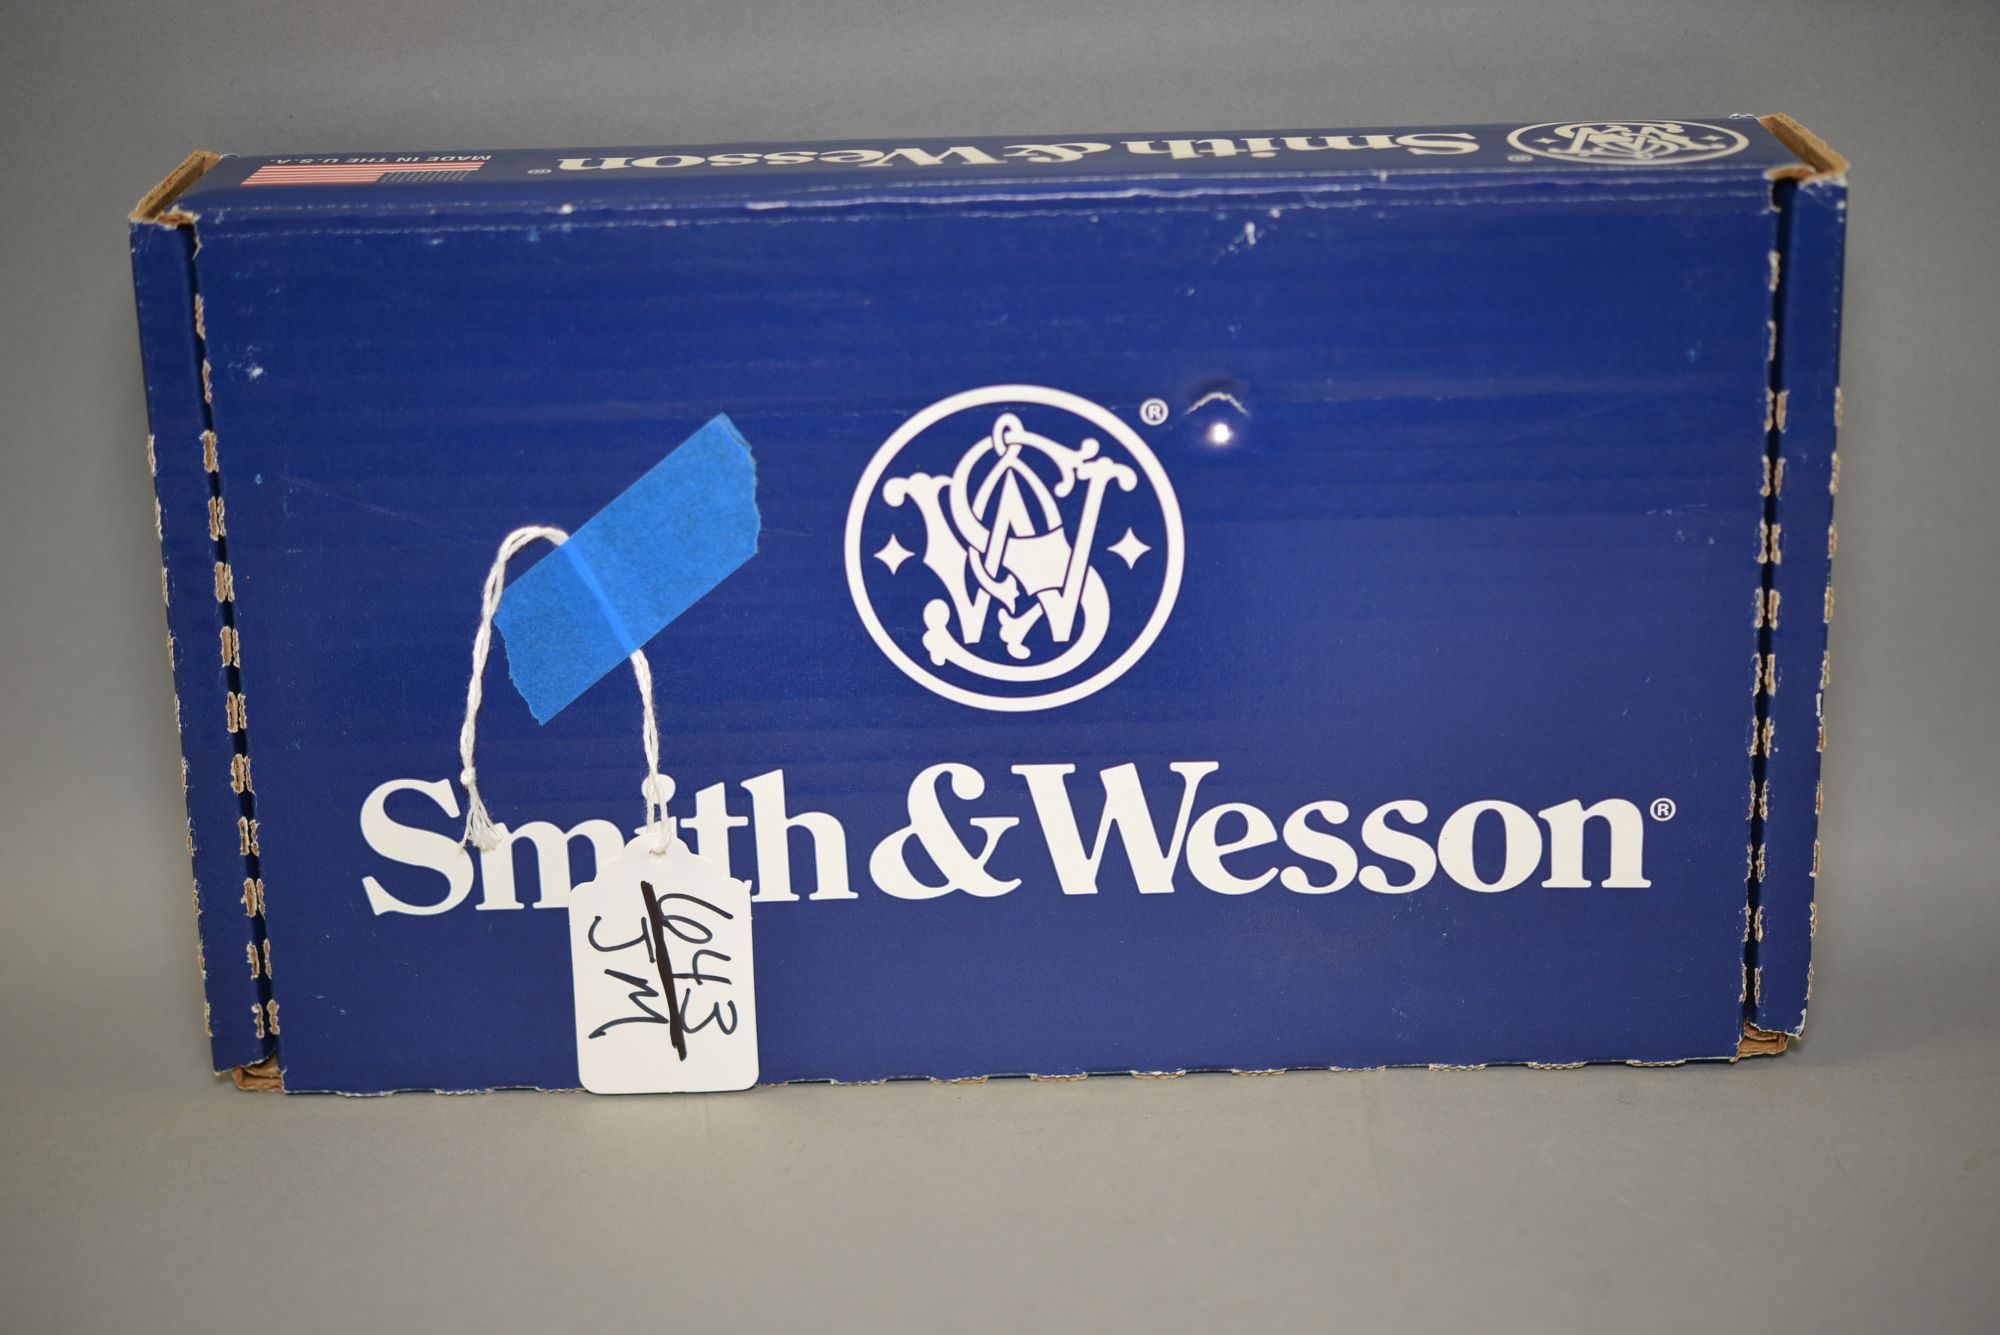 MADE IN THE U.S.A.
Smith & Wesson®
®
Smith & Wesson®
643
JM